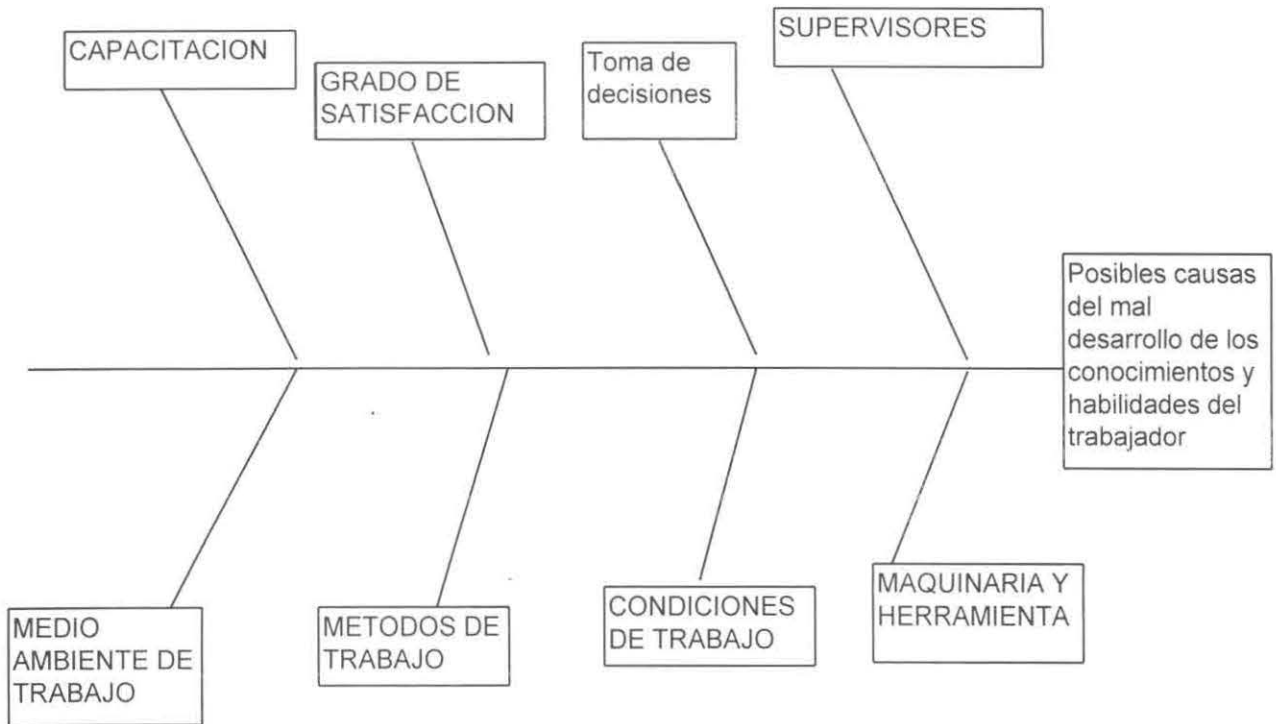 CAPACITACION
GRADO DE
SATISFACCION
Toma de
decisiones
SUPERVISORES
Posibles causas
del mal
desarrollo de los
conocimientos y
habilidades del
trabajador
MEDIO
AMBIENTE DE
TRABAJO
METODOS DE
TRABAJO
CONDICIONES
DE TRABAJO
MAQUINARIA Y
HERRAMIENTA